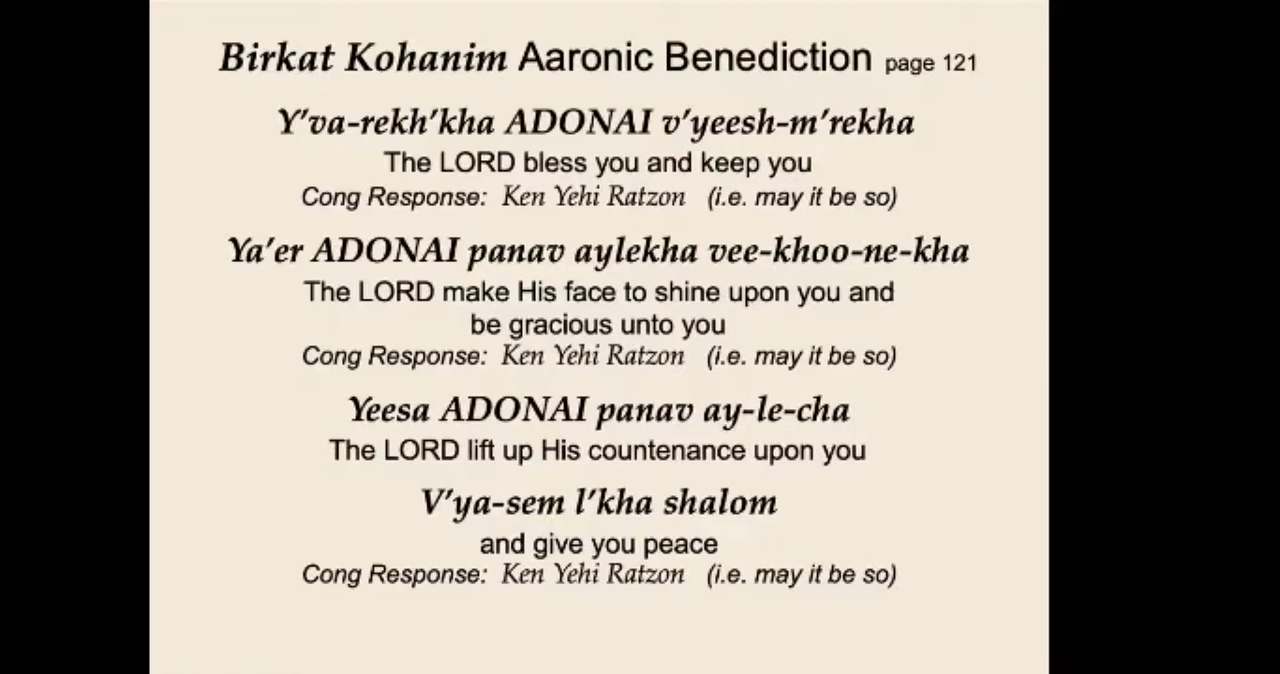 Birkat Kohanim Aaronic Benediction page 121
Y'va-rekh'kha ADONAI v'yeesh-m'rekha
The LORD bless you and keep you
Cong Response: Ken Yehi Ratzon (i.e. may it be so)
Ya'er ADONAI panav aylekha vee-khoo-ne-kha
The LORD make His face to shine upon you and
be gracious unto you
Cong Response: Ken Yehi Ratzon (i.e. may it be so)
Yeesa ADONAI panav ay-le-cha
The LORD lift up His countenance upon you
V'ya-sem l'kha shalom
and give you peace
Cong Response: Ken Yehi Ratzon (i.e. may it be so)